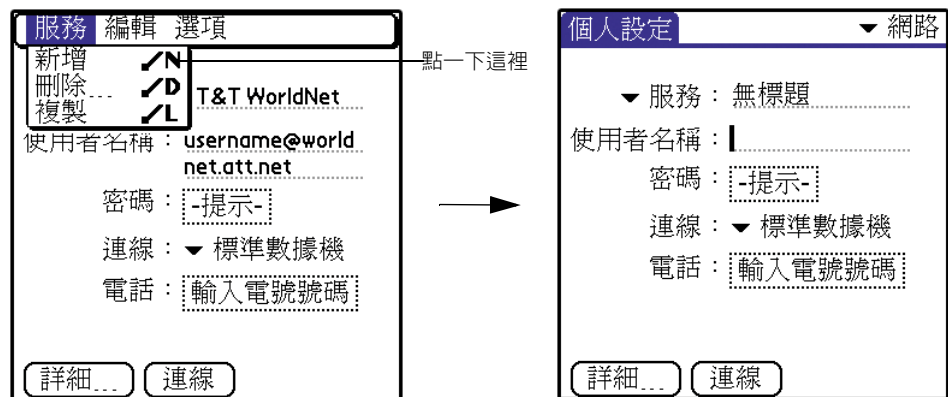 服務 編輯 選項
新增 ⁄N
刪除... ⁄D
複製 ⁄L
T&T WorldNet
使用者名稱：username@world
net.att.net
密碼：-提示-
連線：標準數據機
電話：輸入電號號碼
詳細... 連線
點一下這裡
個人設定 網路
服務：無標題
使用者名稱：
密碼：-提示-
連線：標準數據機
電話：輸入電號號碼
詳細... 連線